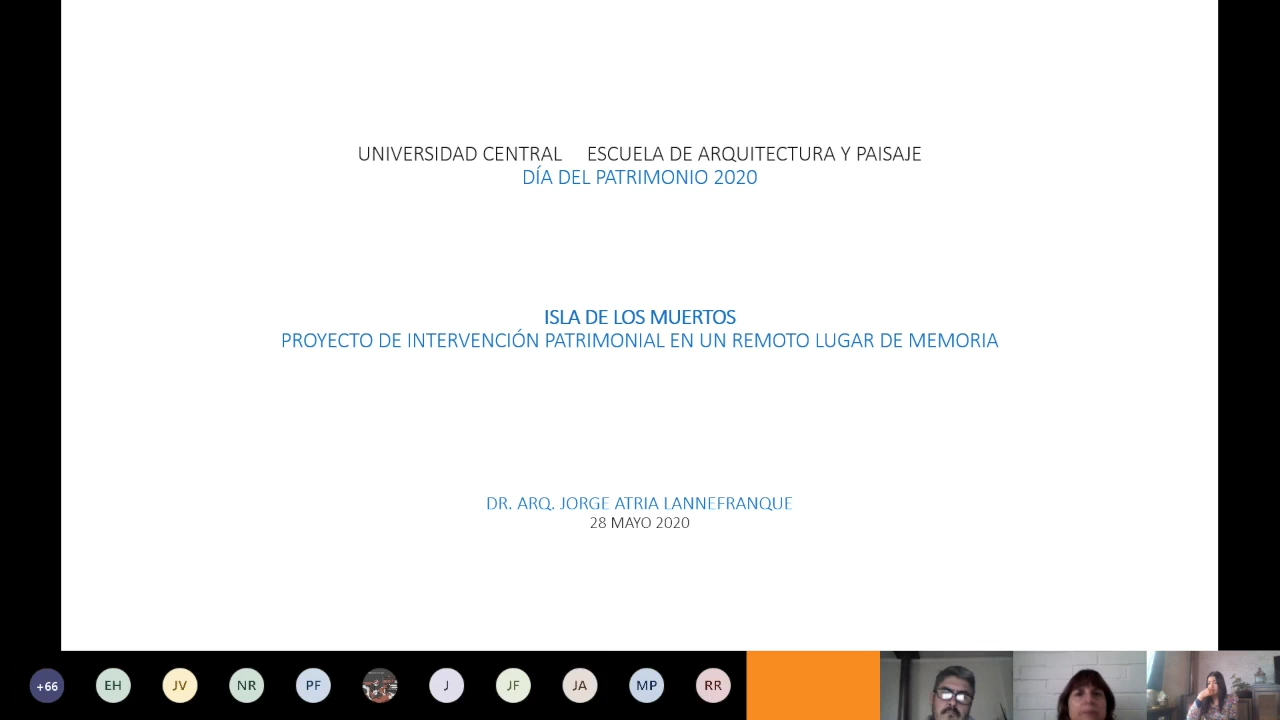 UNIVERSIDAD CENTRAL ESCUELA DE ARQUITECTURA Y PAISAJE
DÍA DEL PATRIMONIO 2020
ISLA DE LOS MUERTOS
PROYECTO DE INTERVENCIÓN PATRIMONIAL EN UN REMOTO LUGAR DE MEMORIA
DR. ARQ. JORGE ATRIA LANNEFRANQUE
28 MAYO 2020
+66 EH JV NR PF J JF JA MP RR